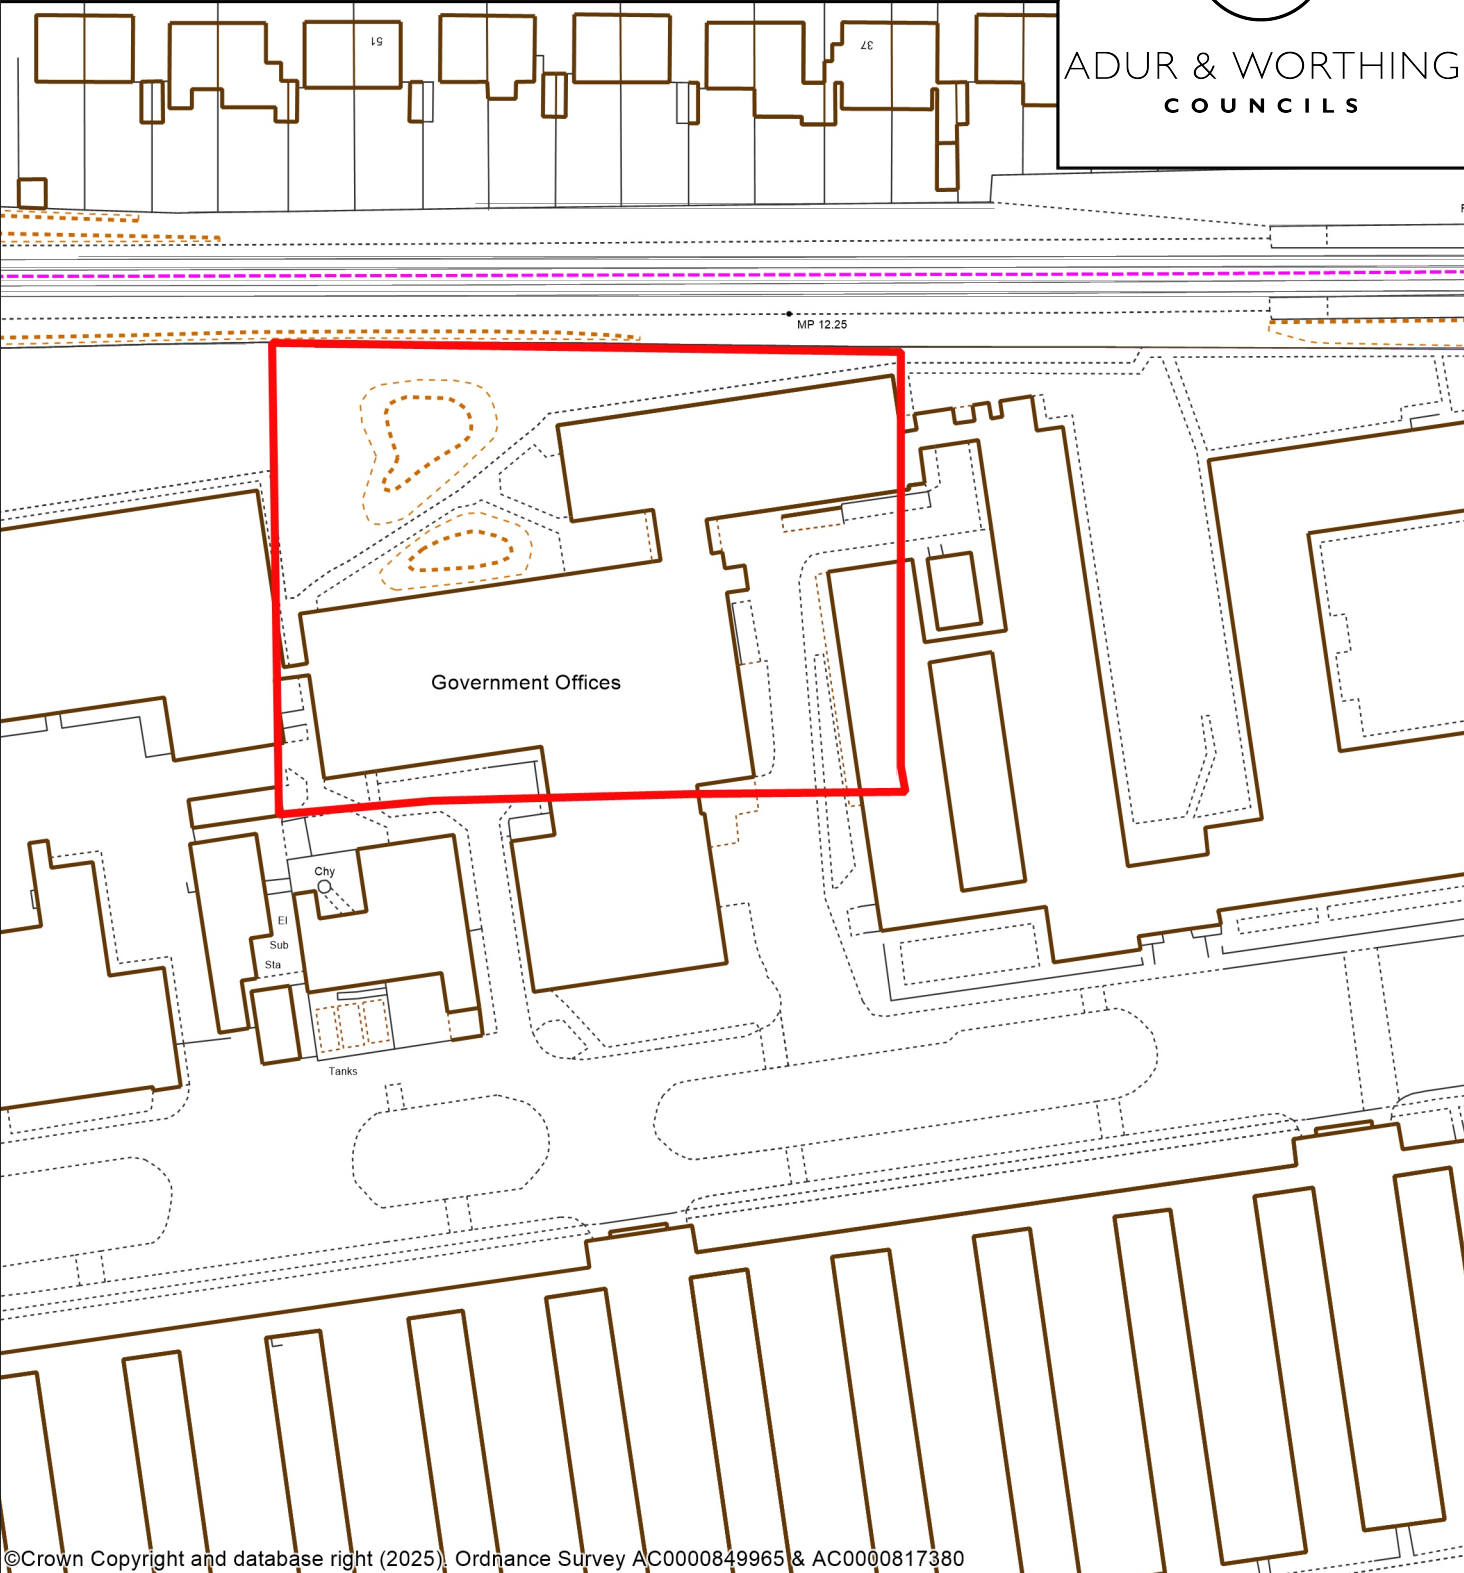 51
37
ADUR & WORTHING
COUNCILS
MP 12.25
Government Offices
Chy
El
Sub
Sta
Tanks
©Crown Copyright and database right (2025). Ordnance Survey AC0000849965 & AC0000817380